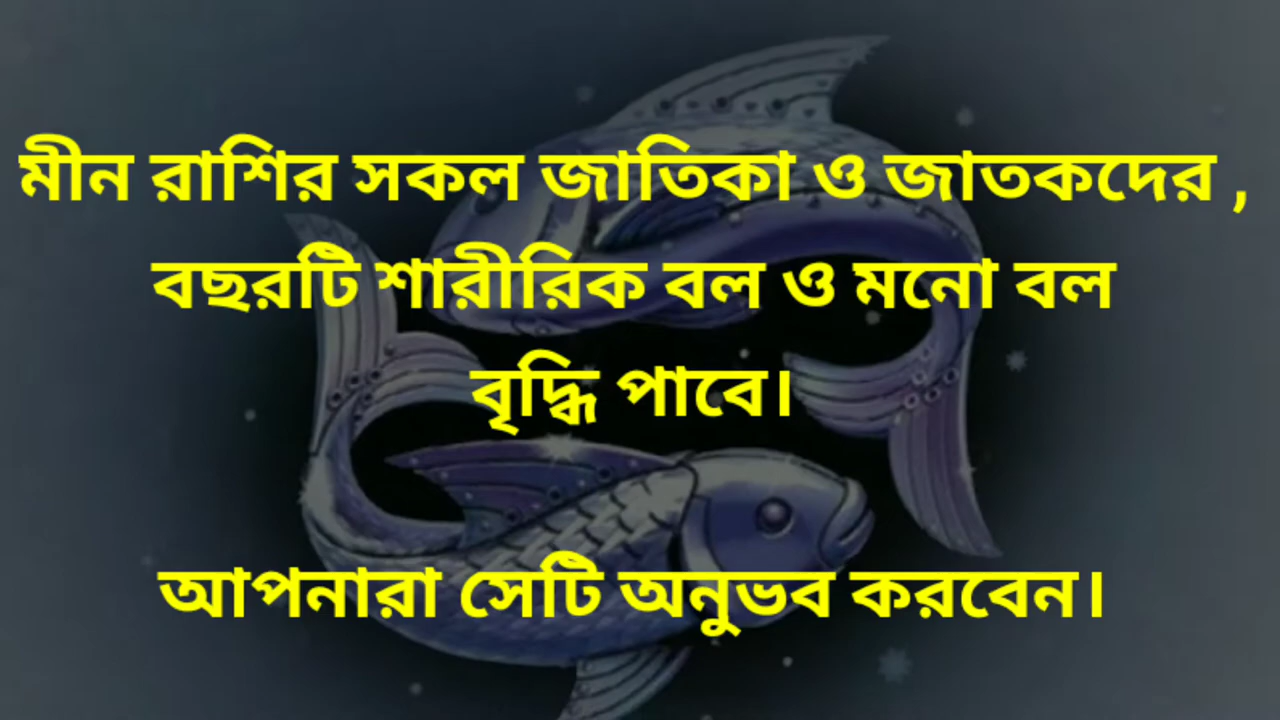 মীন রাশির সকল জাতিকা ও জাতকদের ,
বছরটি শারীরিক বল ও মনো বল
বৃদ্ধি পাবে।
আপনারা সেটি অনুভব করবেন।